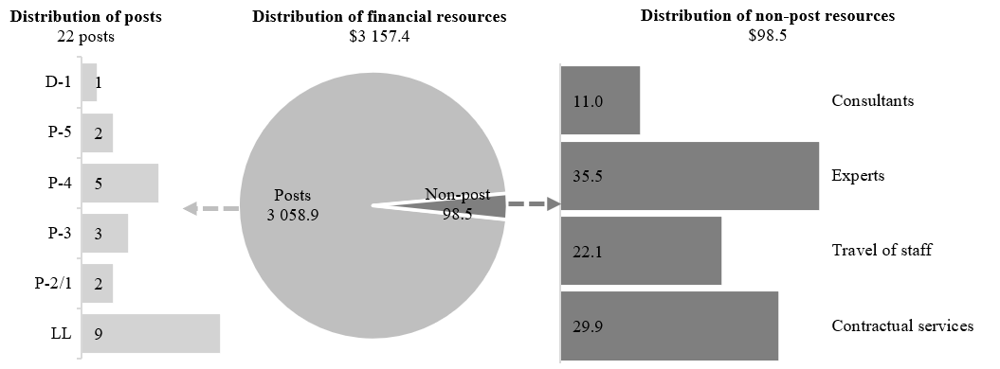 Distribution of posts
22 posts
D-1
1
P-5
2
P-4
5
P-3
3
P-2/1
2
LL
9
Distribution of financial resources
$3 157.4
Posts
3 058.9
Non-post
98.5
Distribution of non-post resources
$98.5
11.0
Consultants
35.5
Experts
22.1
Travel of staff
29.9
Contractual services